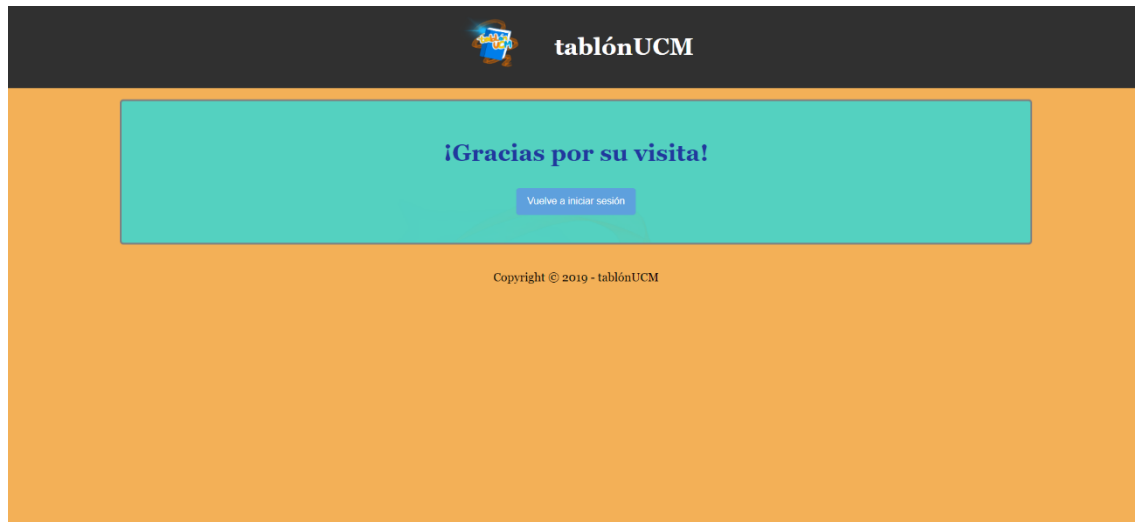 tablónUCM
¡Gracias por su visita!
Vuelve a iniciar sesión
Copyright © 2019 - tablónUCM